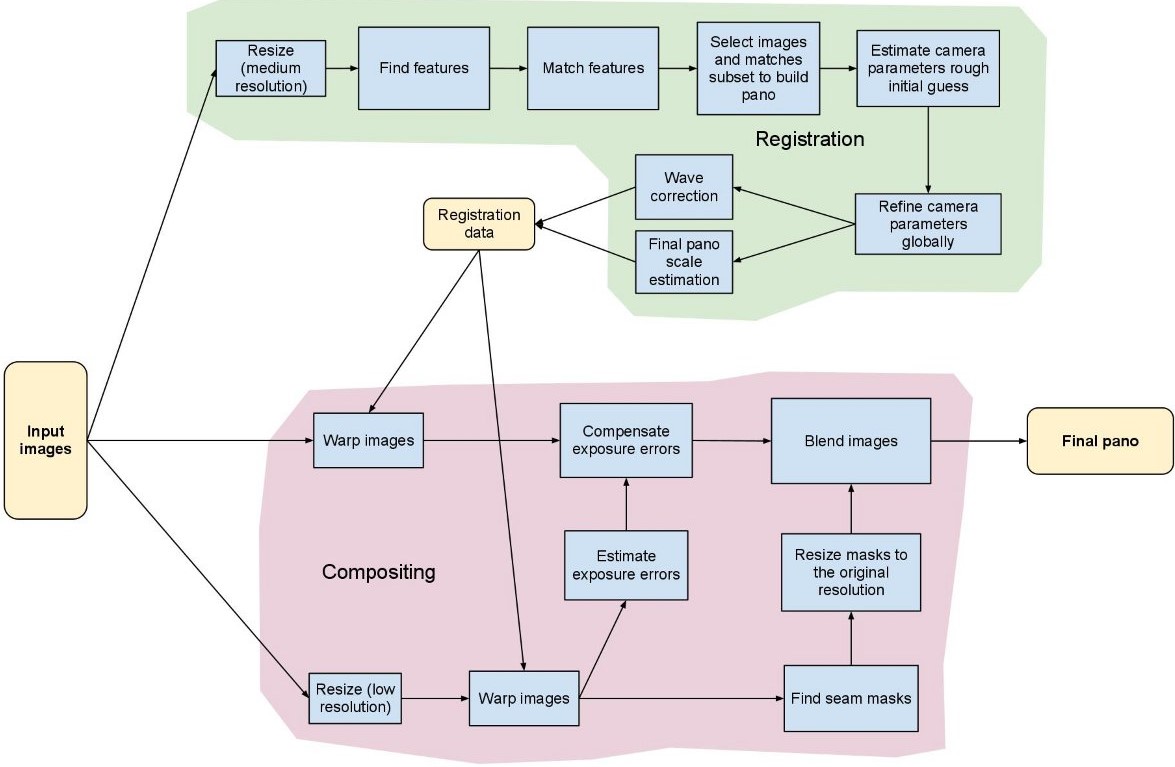 Resize
(medium
resolution)
Find features
Match features
Select images
and matches
subset to build
pano
Estimate camera
parameters rough
initial guess
Registration
Wave
correction
Refine camera
parameters
globally
Registration
data
Final pano
scale
estimation
Input
images
Warp images
Compensate
exposure errors
Blend images
Final pano
Compositing
Estimate
exposure errors
Resize masks to
the original
resolution
Resize (low
resolution)
Warp images
Find seam masks